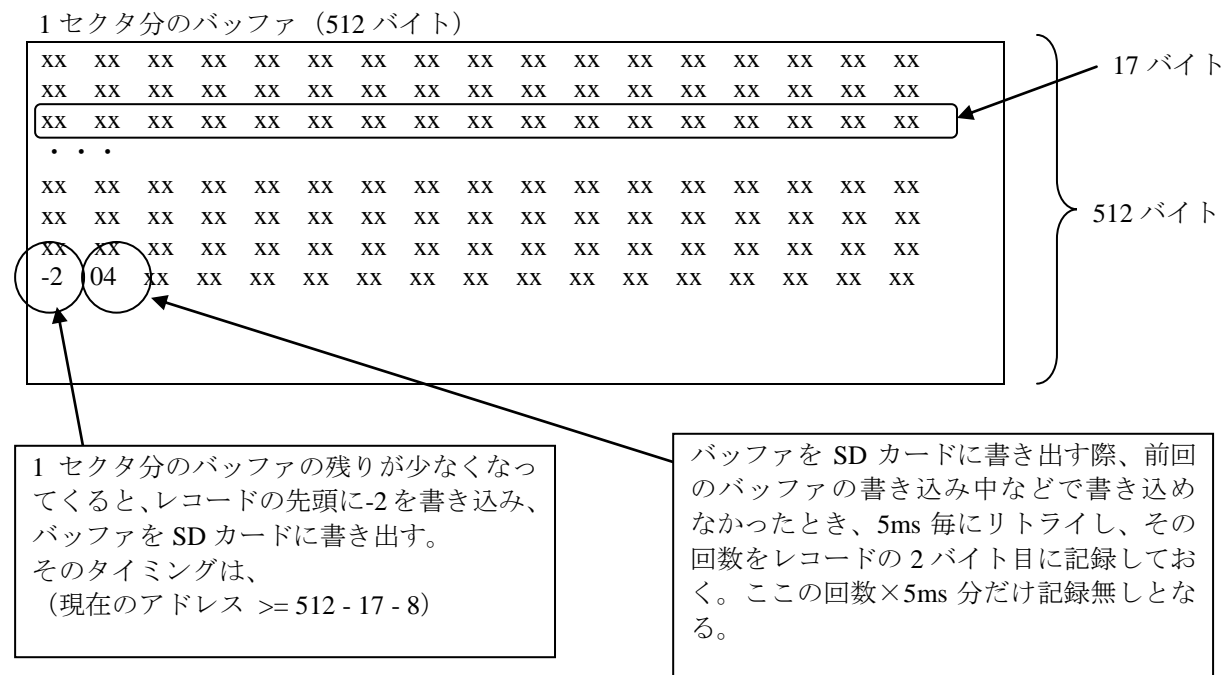 1 セクタ分のバッファ（512 バイト）
xx xx xx xx xx xx xx xx xx xx xx xx xx xx xx xx xx
17 バイト
xx xx xx xx xx xx xx xx xx xx xx xx xx xx xx xx xx
xx xx xx xx xx xx xx xx xx xx xx xx xx xx xx xx xx
・・・
xx xx xx xx xx xx xx xx xx xx xx xx xx xx xx xx xx
xx xx xx xx xx xx xx xx xx xx xx xx xx xx xx xx xx
512 バイト
xx xx xx xx xx xx xx xx xx xx xx xx xx xx xx xx xx
-2 04 xx xx xx xx xx xx xx xx xx xx xx xx xx xx xx
1 セクタ分のバッファの残りが少なくなっ
てくると、レコードの先頭に-2 を書き込み、
バッファを SD カードに書き出す。
そのタイミングは、
（現在のアドレス >= 512 - 17 - 8）
バッファを SD カードに書き出す際、前回
のバッファの書き込み中などで書き込め
なかったとき、5ms 毎にリトライし、その
回数をレコードの 2 バイト目に記録してお
く。ここの回数×5ms 分だけ記録無しとな
る。